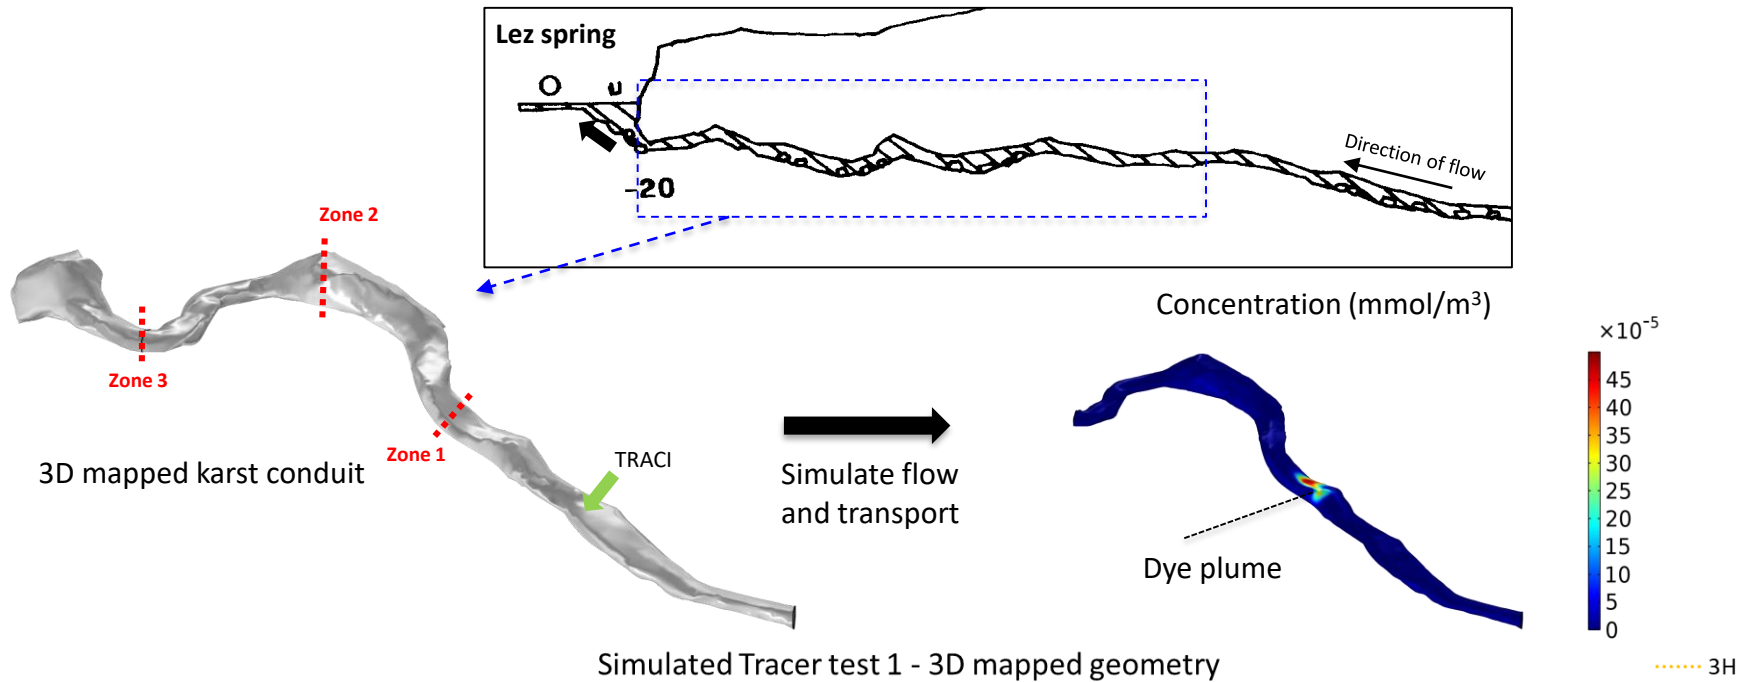 Lez spring
-20
Direction of flow
Zone 2
Concentration (mmol/m³)
×10⁻⁵
45
40
35
30
25
20
15
10
5
0
Zone 3
Zone 1
TRACI
3D mapped karst conduit
Simulate flow
and transport
Dye plume
Simulated Tracer test 1 - 3D mapped geometry
3H